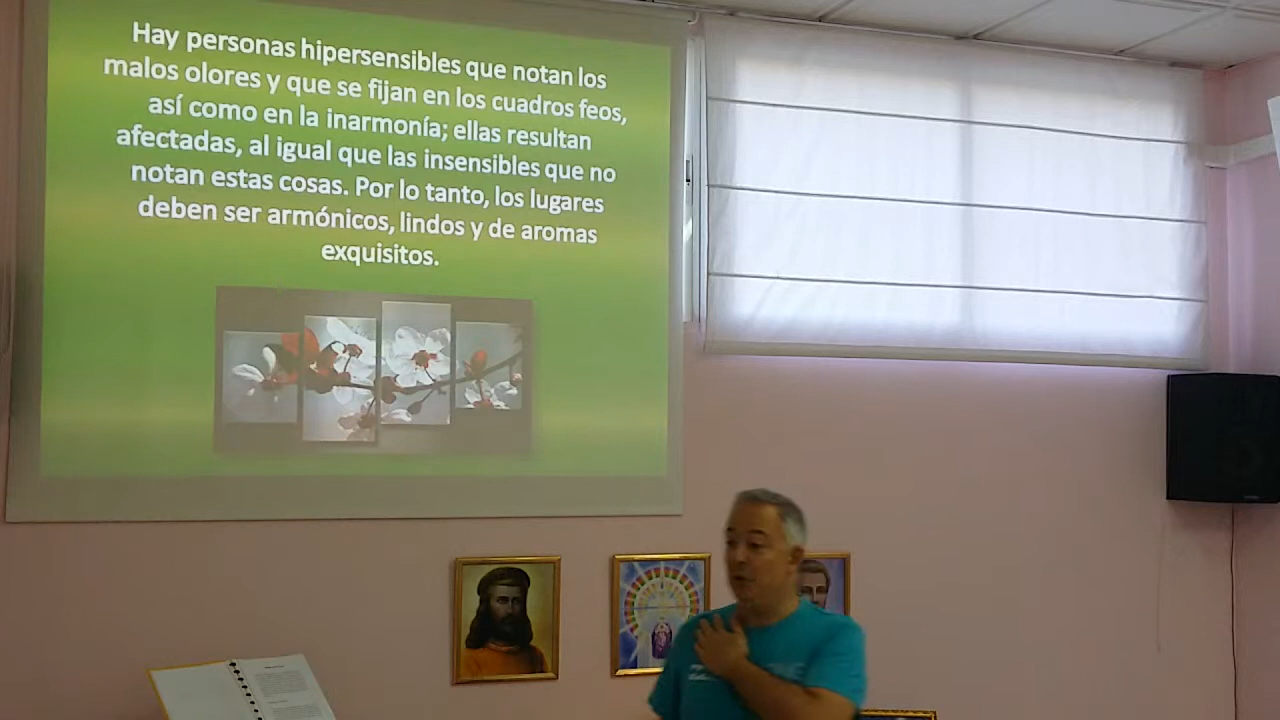 Hay personas hipersensibles que notan los
malos olores y que se fijan en los cuadros feos,
así como en la inarmonía; ellas resultan
afectadas, al igual que las insensibles que no
notan estas cosas. Por lo tanto, los lugares
deben ser armónicos, lindos y de aromas
exquisitos.